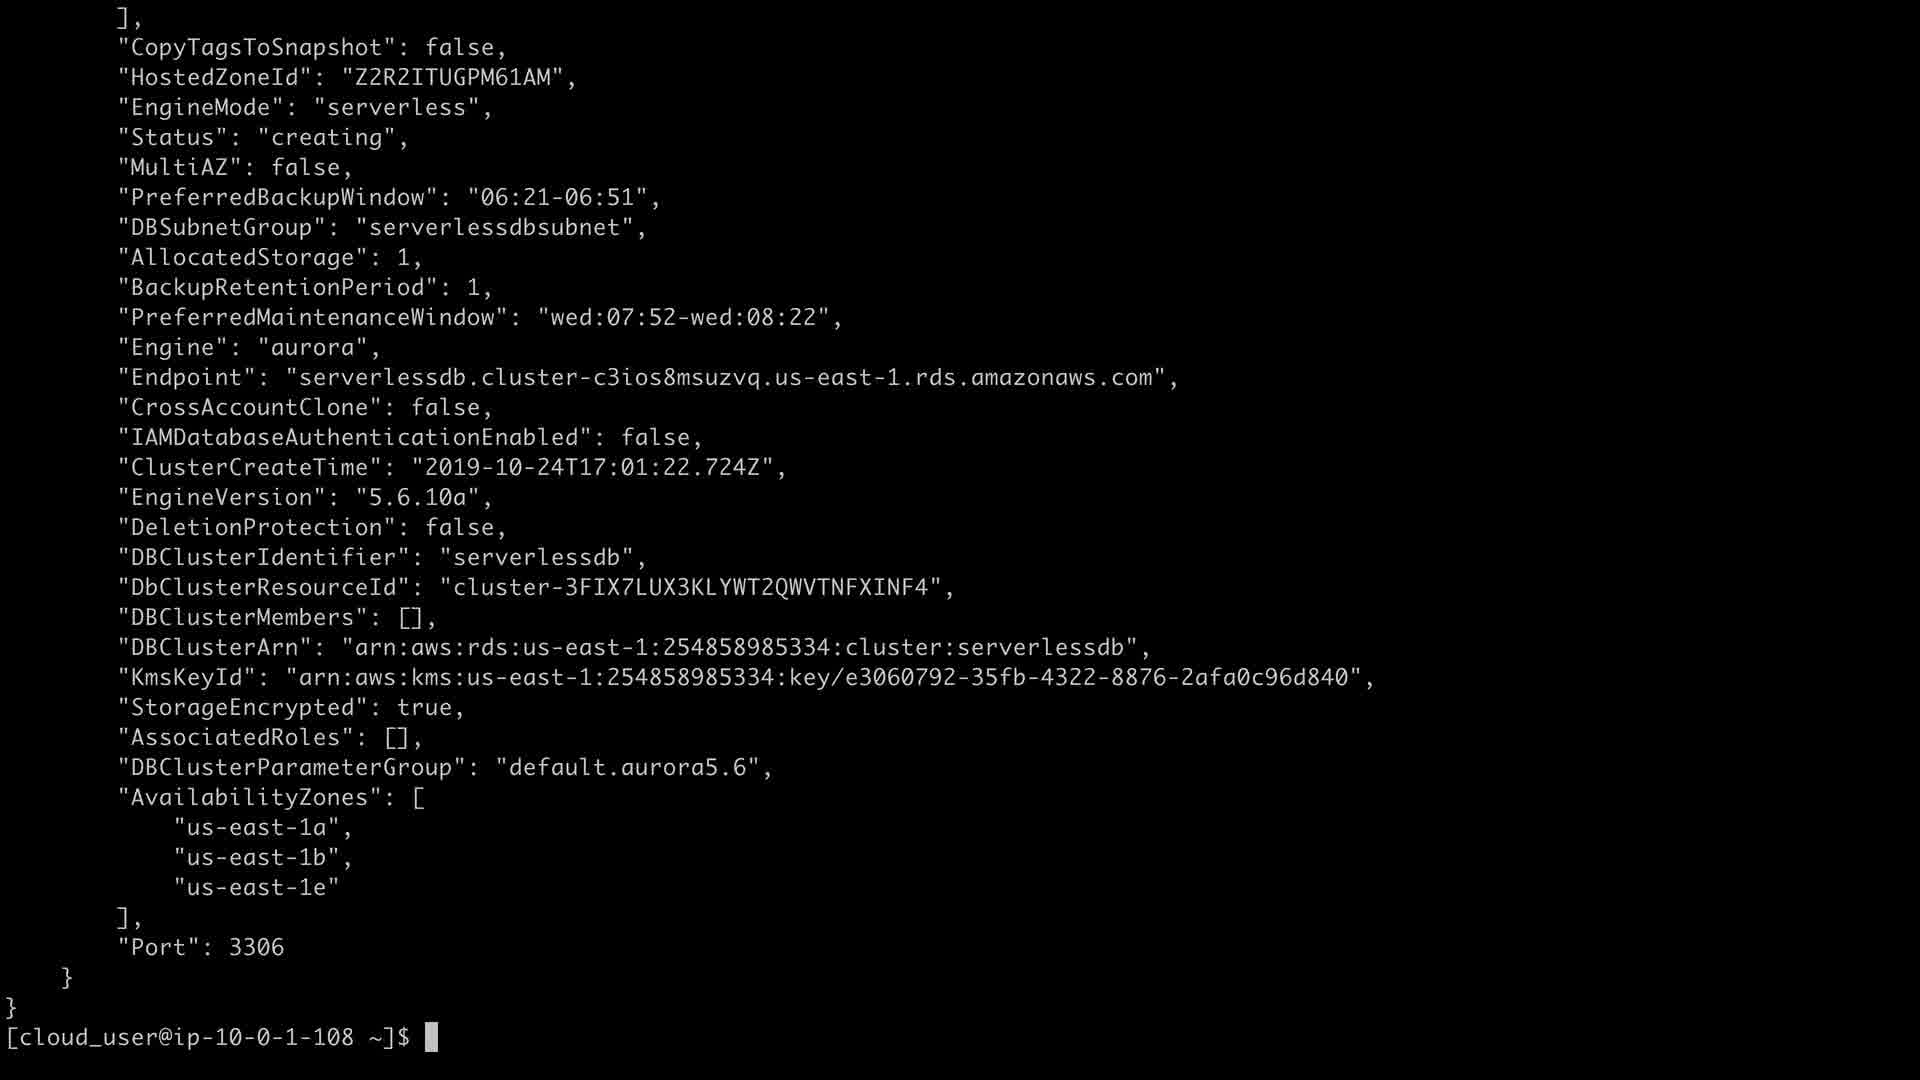 ],
"CopyTagsToSnapshot": false,
"HostedZoneId": "Z2R2ITUGPM61AM",
"EngineMode": "serverless",
"Status": "creating",
"MultiAZ": false,
"PreferredBackupWindow": "06:21-06:51",
"DBSubnetGroup": "serverlessdbsubnet",
"AllocatedStorage": 1,
"BackupRetentionPeriod": 1,
"PreferredMaintenanceWindow": "wed:07:52-wed:08:22",
"Engine": "aurora",
"Endpoint": "serverlessdb.cluster-c3ios8msuzvq.us-east-1.rds.amazonaws.com",
"CrossAccountClone": false,
"IAMDatabaseAuthenticationEnabled": false,
"ClusterCreateTime": "2019-10-24T17:01:22.724Z",
"EngineVersion": "5.6.10a",
"DeletionProtection": false,
"DBClusterIdentifier": "serverlessdb",
"DbClusterResourceId": "cluster-3FIX7LUX3KLYWT2QWVTNFXINF4",
"DBClusterMembers": [],
"DBClusterArn": "arn:aws:rds:us-east-1:254858985334:cluster:serverlessdb",
"KmsKeyId": "arn:aws:kms:us-east-1:254858985334:key/e3060792-35fb-4322-8876-2afa0c96d840",
"StorageEncrypted": true,
"AssociatedRoles": [],
"DBClusterParameterGroup": "default.aurora5.6",
"AvailabilityZones": [
"us-east-1a",
"us-east-1b",
"us-east-1e"
],
"Port": 3306
}
}
[cloud_user@ip-10-0-1-108 ~]$